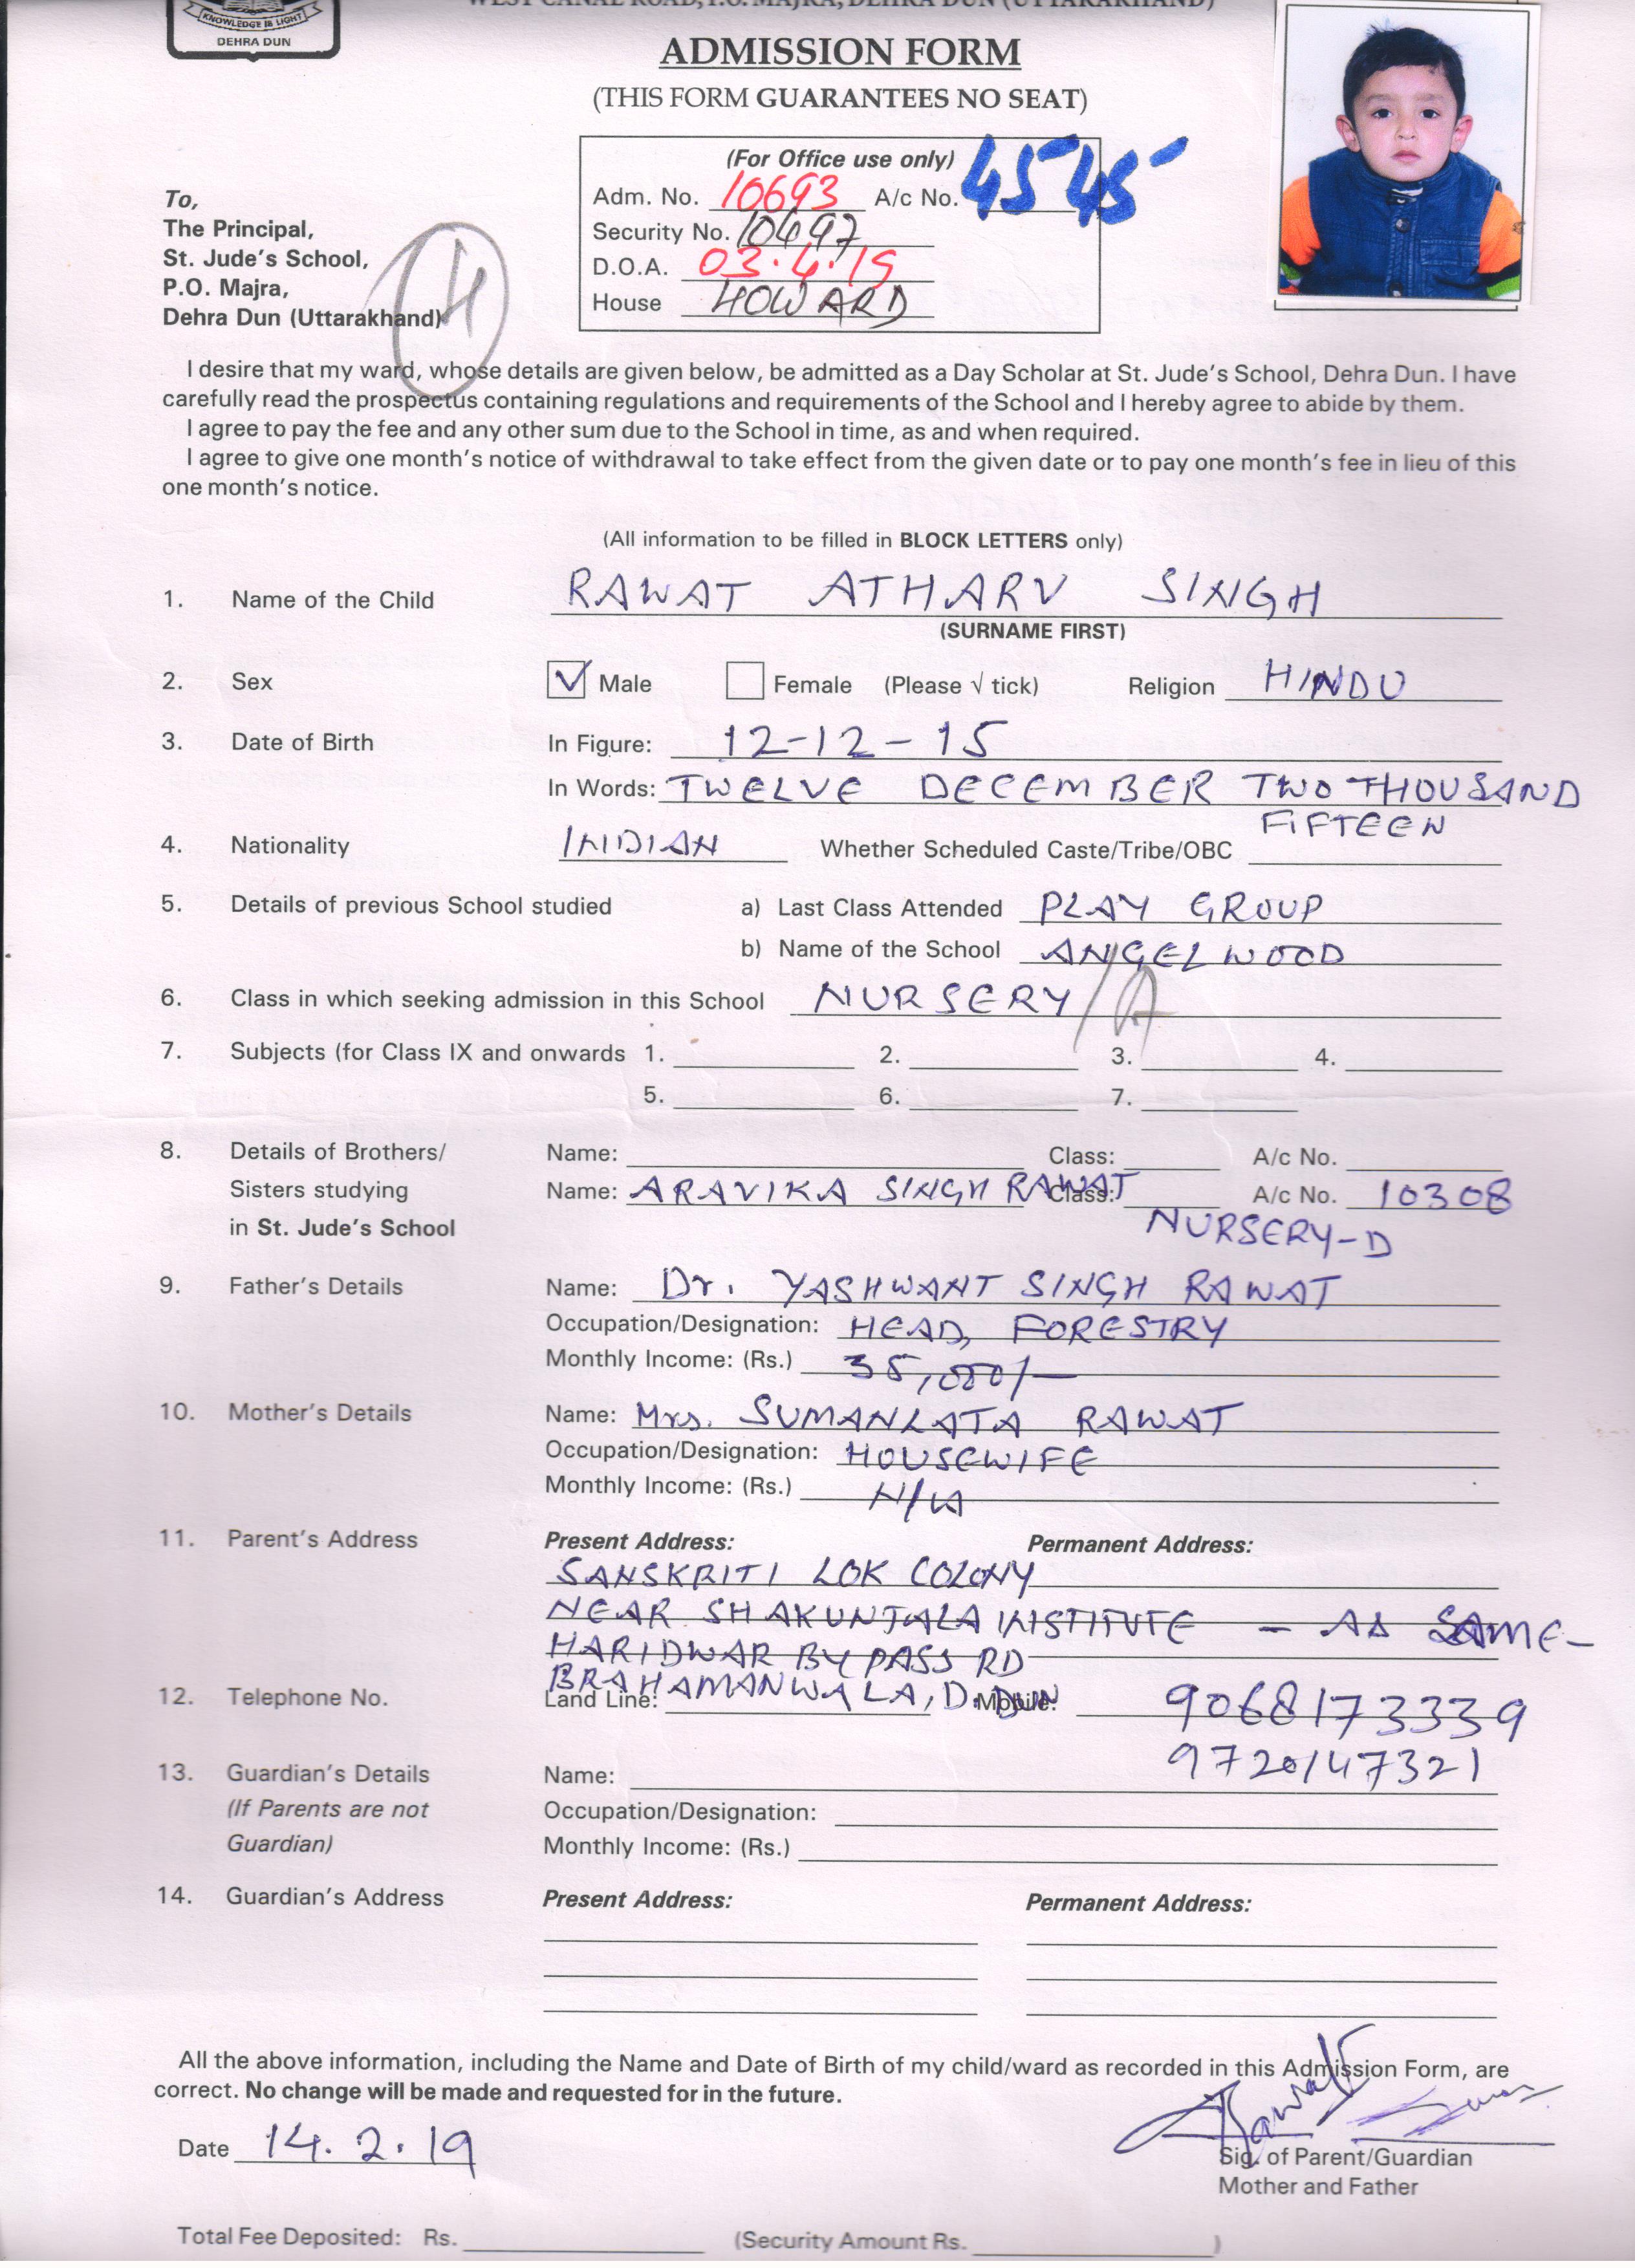 KNOWLEDGE IS LIGHT
DEHRA DUN
WEST CANAL ROAD, P.O. MAJRA, DEHRA DUN (UTTARAKHAND)
ADMISSION FORM
(THIS FORM GUARANTEES NO SEAT)
(For Office use only)
Adm. No. 10693 A/c No. 4545
Security No. 10497
D.O.A. 03.4.19
House HOWARD
To,
The Principal,
St. Jude's School,
P.O. Majra,
Dehra Dun (Uttarakhand)
I desire that my ward, whose details are given below, be admitted as a Day Scholar at St. Jude's School, Dehra Dun. I have
carefully read the prospectus containing regulations and requirements of the School and I hereby agree to abide by them.
I agree to pay the fee and any other sum due to the School in time, as and when required.
I agree to give one month's notice of withdrawal to take effect from the given date or to pay one month's fee in lieu of this
one month's notice.
(All information to be filled in BLOCK LETTERS only)
1. Name of the Child RAWAT ATHARV SINGH
(SURNAME FIRST)
2. Sex Male Female (Please √ tick) Religion HINDU
3. Date of Birth In Figure: 12-12-15
In Words: TWELVE DECEMBER TWO THOUSAND
FIFTEEN
4. Nationality INDIAN Whether Scheduled Caste/Tribe/OBC
5. Details of previous School studied a) Last Class Attended PLAY GROUP
b) Name of the School ANGELWOOD
6. Class in which seeking admission in this School NURSERY/A
7. Subjects (for Class IX and onwards 1. 2. 3. 4.
5. 6. 7.
8. Details of Brothers/ Name: Class: A/c No.
Sisters studying Name: ARAVIKA SINGH RAWAT Class: A/c No. 10308
in St. Jude's School NURSERY-D
9. Father's Details Name: Dr. YASHWANT SINGH RAWAT
Occupation/Designation: HEAD, FORESTRY
Monthly Income: (Rs.) 35,000/-
10. Mother's Details Name: Mrs. SUMANLATA RAWAT
Occupation/Designation: HOUSEWIFE
Monthly Income: (Rs.) N/A
11. Parent's Address Present Address: Permanent Address:
SANSKRITI LOK COLONY
NEAR SHAKUNTALA INSTITUTE - AS SAME-
HARIDWAR BY PASS RD
BRAHAMANWALA, D.DUN
12. Telephone No. Land Line: Mobile: 9068173339
9720147321
13. Guardian's Details Name:
(If Parents are not Occupation/Designation:
Guardian) Monthly Income: (Rs.)
14. Guardian's Address Present Address: Permanent Address:
All the above information, including the Name and Date of Birth of my child/ward as recorded in this Admission Form, are
correct. No change will be made and requested for in the future.
Date 14.2.19
Sig. of Parent/Guardian
Mother and Father
Total Fee Deposited: Rs. (Security Amount Rs. )